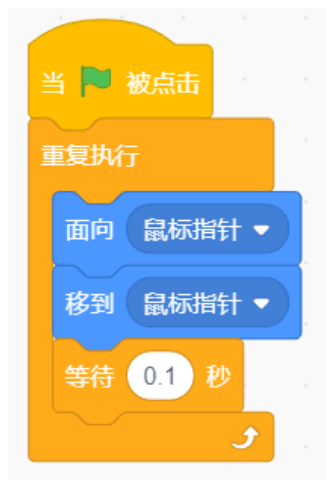 当 被点击
重复执行
面向 鼠标指针
移到 鼠标指针
等待 0.1 秒